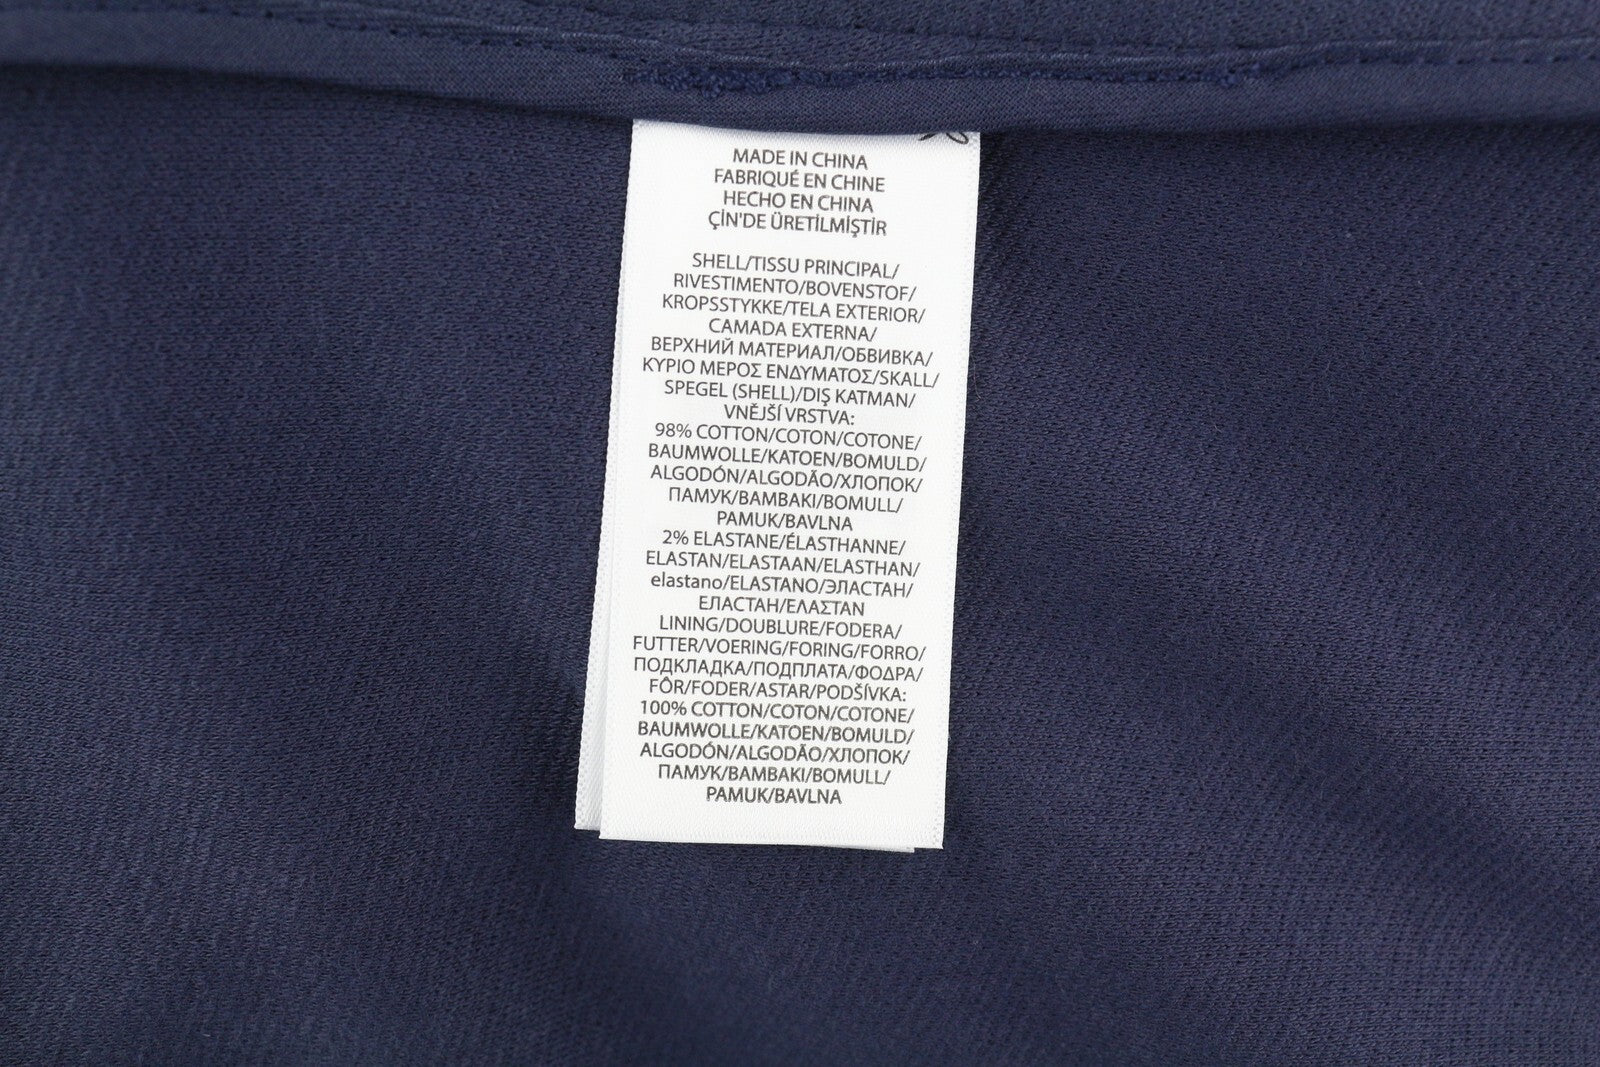 MADE IN CHINA
FABRIQUÉ EN CHINE
HECHO EN CHINA
ÇİN'DE ÜRETİLMİŞTİR
SHELL/TISSU PRINCIPAL/
RIVESTIMENTO/BOVENSTOF/
KROPSSTYKKE/TELA EXTERIOR/
CAMADA EXTERNA/
ВЕРХНИЙ МАТЕРИАЛ/ОБВИВКА/
ΚΥΡΙΟ ΜΕΡΟΣ ΕΝΔΥΜΑΤΟΣ/SKALL/
SPEGEL (SHELL)/DIŞ KATMAN/
VNĚJŠÍ VRSTVA:
98% COTTON/COTON/COTONE/
BAUMWOLLE/KATOEN/BOMULD/
ALGODÓN/ALGODÃO/ХЛОПОК/
ПАМУК/ΒΑΜΒΑΚΙ/BOMULL/
PAMUK/BAVLNA
2% ELASTANE/ÉLASTHANNE/
ELASTAN/ELASTAAN/ELASTHAN/
elastano/ELASTANO/ЭЛАСТАН/
ЕЛАСТАН/ΕΛΑΣΤΑΝ
LINING/DOUBLURE/FODERA/
FUTTER/VOERING/FORING/FORRO/
ПОДКЛАДКА/ПОДПЛАТА/ΦΟΔΡΑ/
FÔR/FODER/ASTAR/PODŠÍVKA:
100% COTTON/COTON/COTONE/
BAUMWOLLE/KATOEN/BOMULD/
ALGODÓN/ALGODÃO/ХЛОПОК/
ПАМУК/ΒΑΜΒΑΚΙ/BOMULL/
PAMUK/BAVLNA